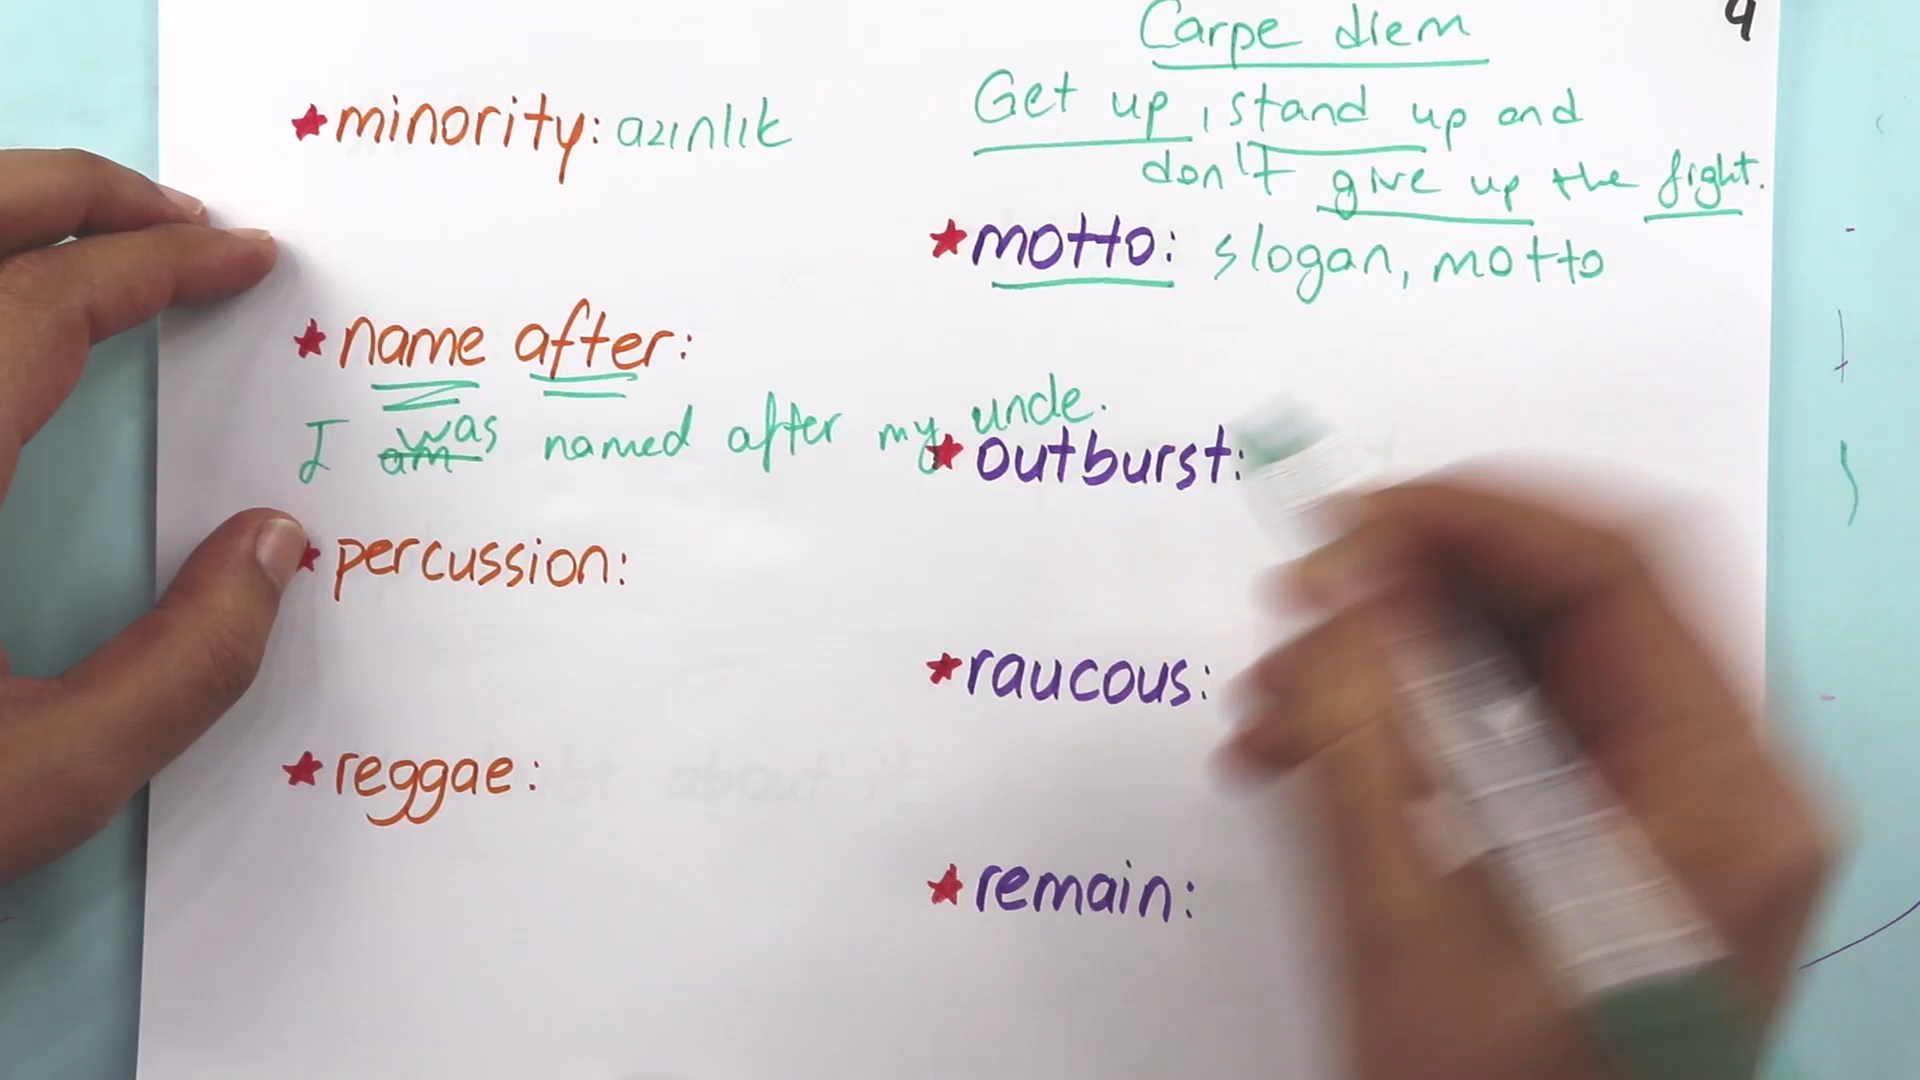 4
minority: azınlık
name after:
I was named after my uncle.
percussion:
reggae:
Carpe diem
Get up, stand up and
don't give up the fight.
motto: slogan, motto
outburst:
raucous:
remain: